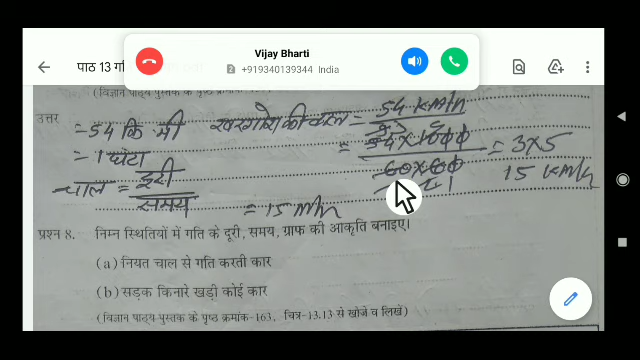 Vijay Bharti
+919340139344 India
पाठ 13 ग
उत्तर
= 54 कि मी
खरगोश की चाल = 54 km/h
= 1 घंटा
= 54 x 1000 = 3 x 5
60 x 60
15 km/h
चाल = दूरी
समय
= 15 m/h
प्रश्न 8. निम्न स्थितियों में गति के दूरी, समय, ग्राफ की आकृति बनाइए।
(a) नियत चाल से गति करती कार
(b) सड़क किनारे खड़ी कोई कार
(विज्ञान पाठ्य पुस्तक के पृष्ठ क्रमांक-163, चित्र-13.13 से खोजें व लिखें)